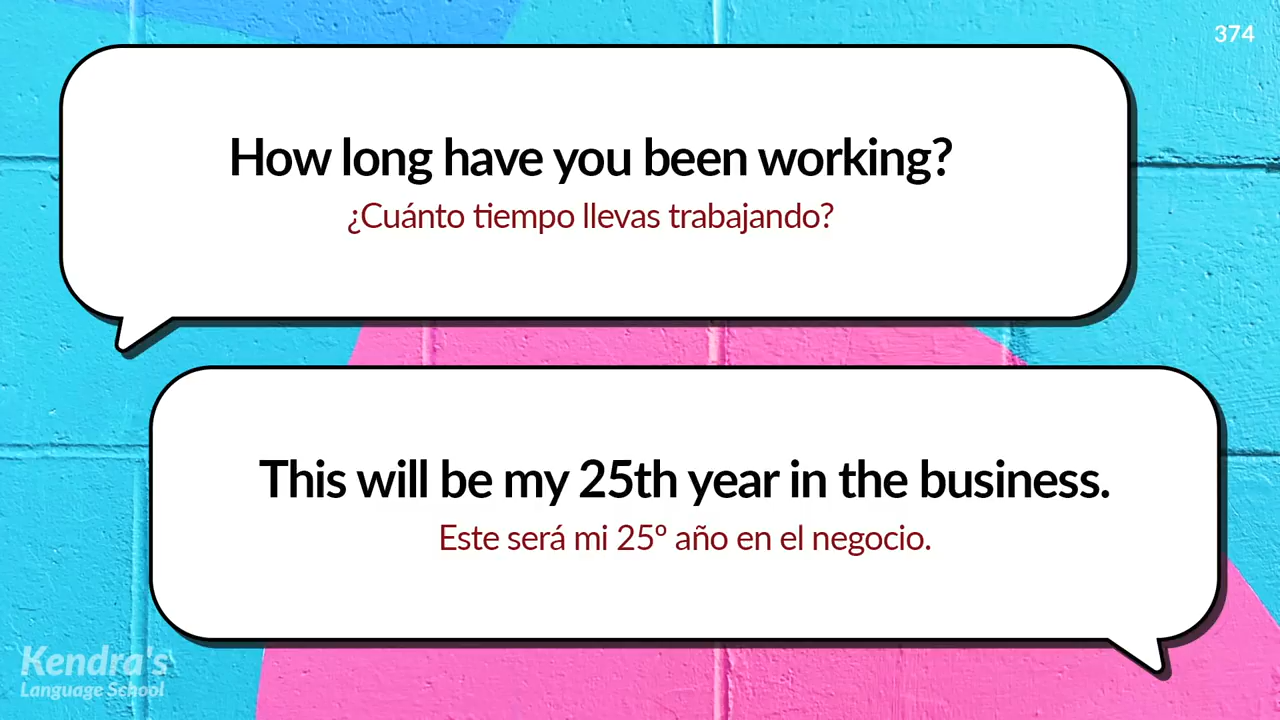 374
How long have you been working?
¿Cuánto tiempo llevas trabajando?
This will be my 25th year in the business.
Este será mi 25º año en el negocio.
Kendra's
Language School